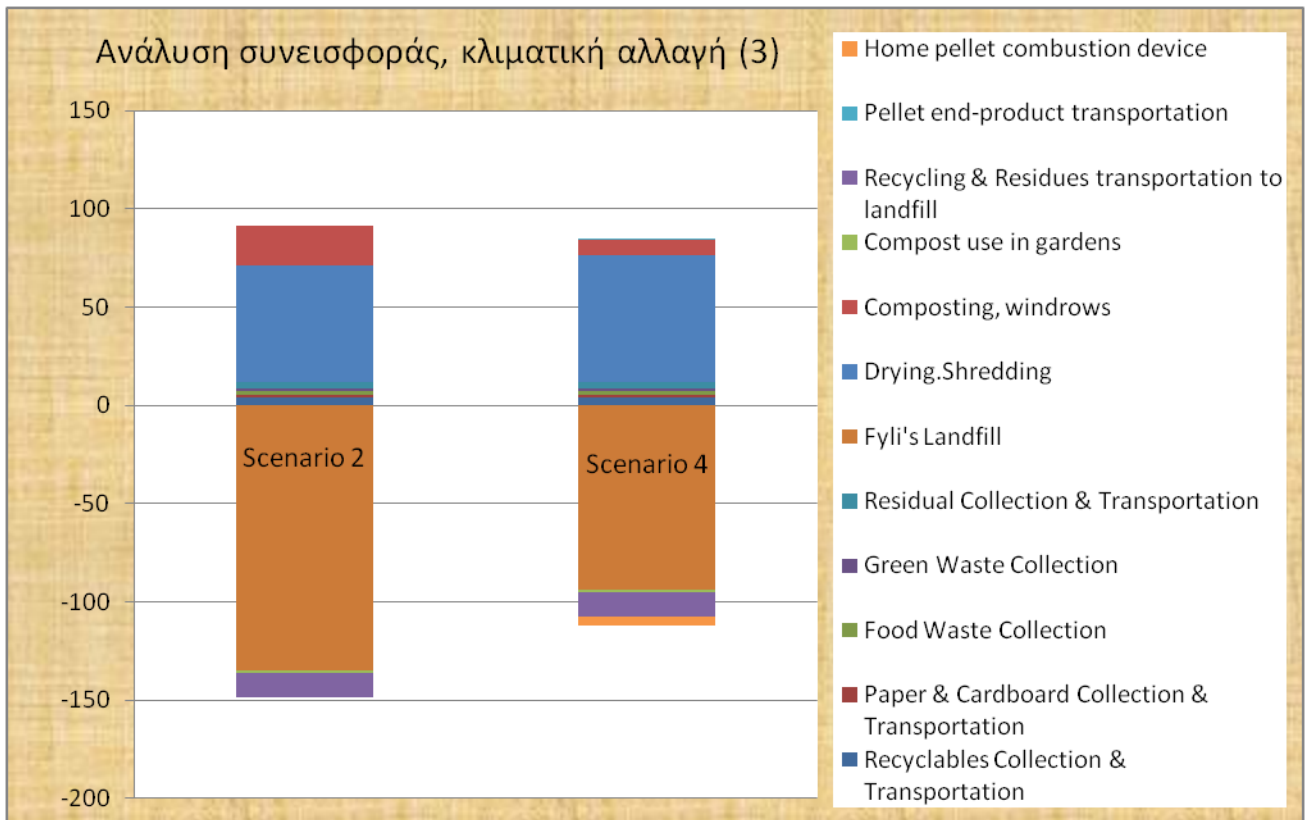 Ανάλυση συνεισφοράς, κλιματική αλλαγή (3)
150
100
50
0
-50
-100
-150
-200
Scenario 2
Scenario 4
Home pellet combustion device
Pellet end-product transportation
Recycling & Residues transportation to
landfill
Compost use in gardens
Composting, windrows
Drying.Shredding
Fyli's Landfill
Residual Collection & Transportation
Green Waste Collection
Food Waste Collection
Paper & Cardboard Collection &
Transportation
Recyclables Collection &
Transportation